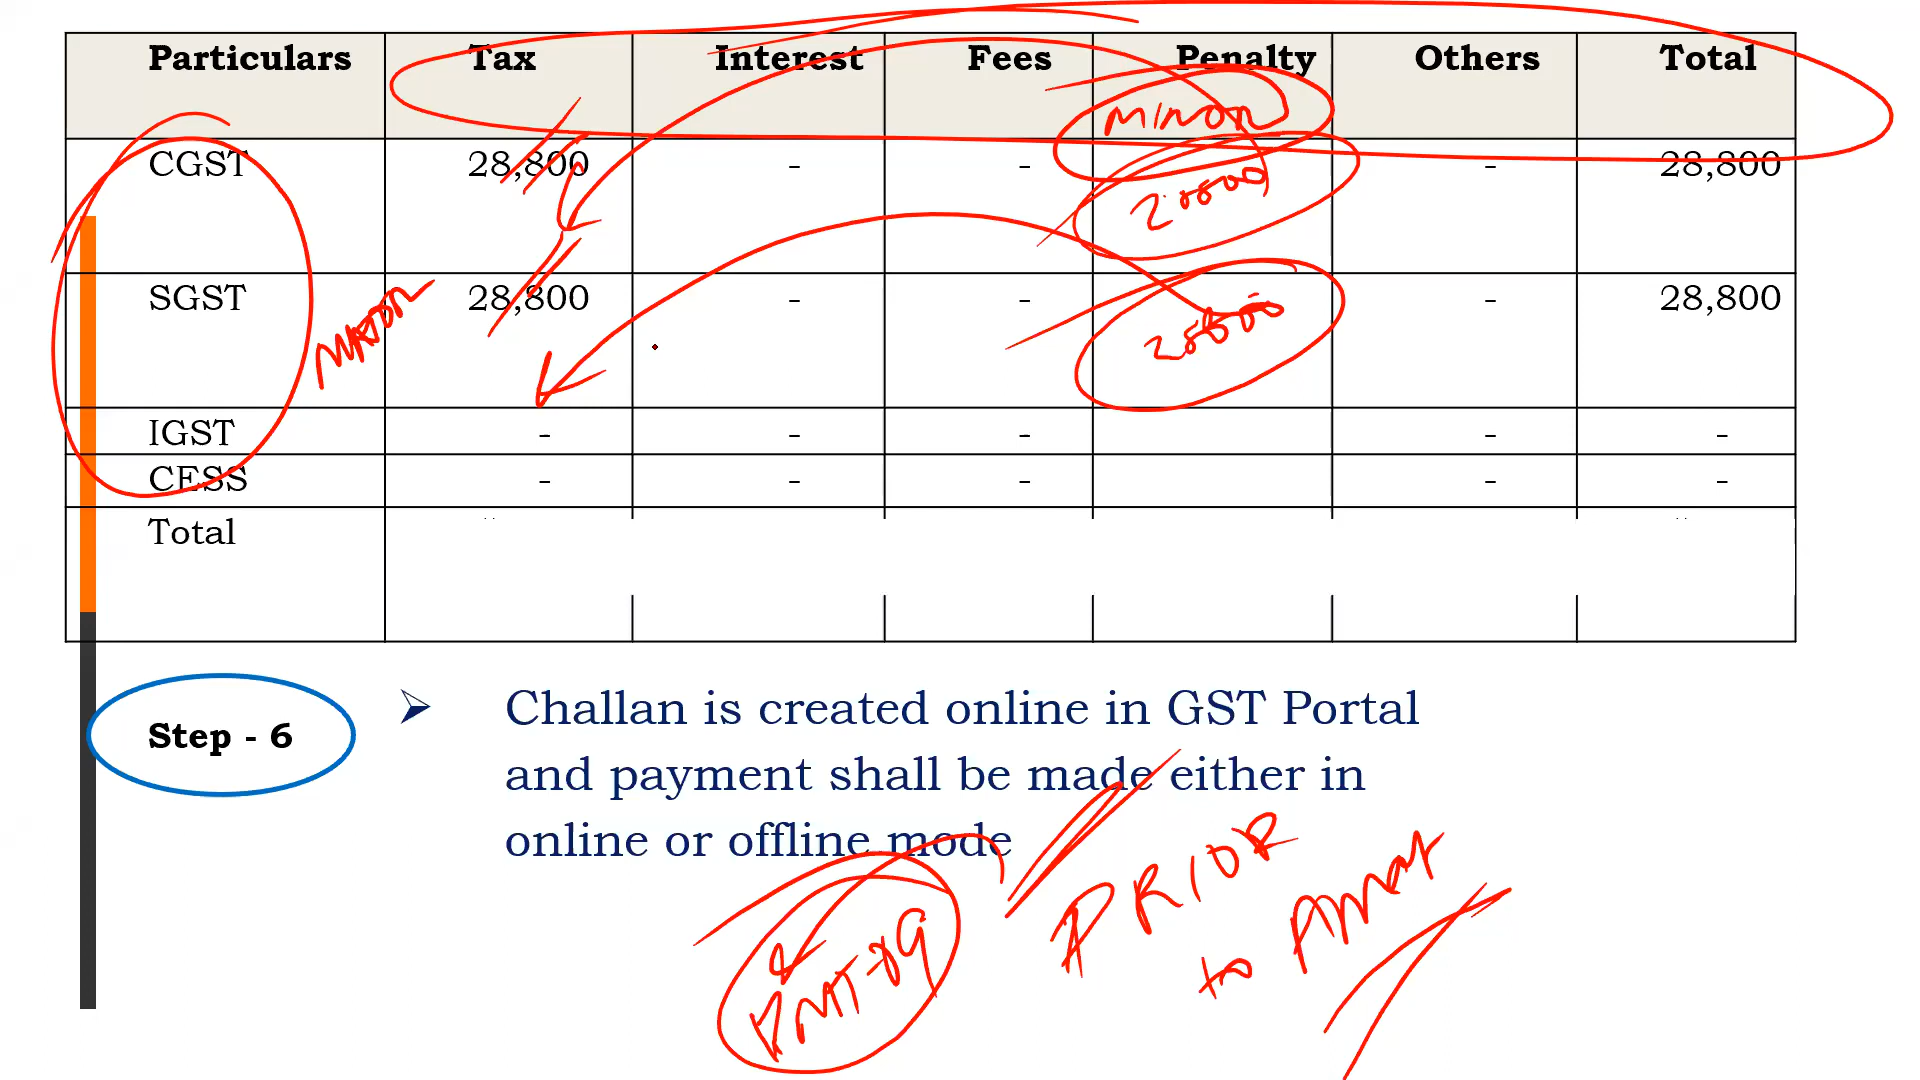 Particulars Tax Interest Fees Penalty Others Total
MINOR
CGST 28,800 - - 28800 - 28,800
SGST 28,800 - - 28800 - 28,800
MAJOR
IGST - - - - -
CESS - - - - -
Total
Step - 6
➢ Challan is created online in GST Portal
and payment shall be made either in
online or offline mode
PRIOR
to
PMT-09